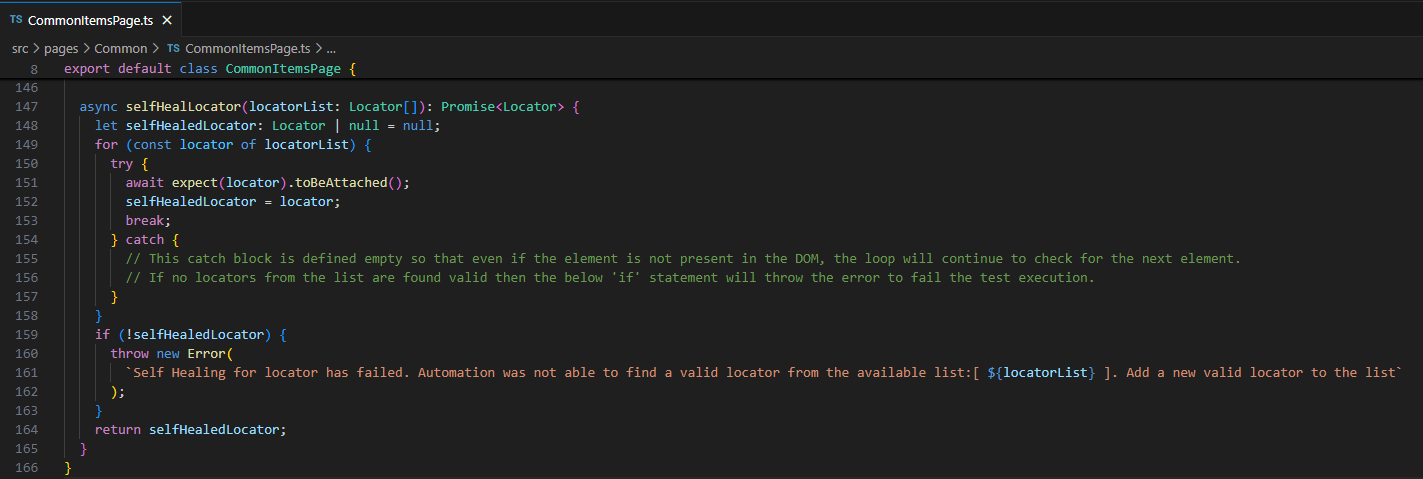 TS CommonItemsPage.ts ×
src > pages > Common > TS CommonItemsPage.ts > ...
8 export default class CommonItemsPage {
146
147 async selfHealLocator(locatorList: Locator[]): Promise<Locator> {
148 let selfHealedLocator: Locator | null = null;
149 for (const locator of locatorList) {
150 try {
151 await expect(locator).toBeAttached();
152 selfHealedLocator = locator;
153 break;
154 } catch {
155 // This catch block is defined empty so that even if the element is not present in the DOM, the loop will continue to check for the next element.
156 // If no locators from the list are found valid then the below 'if' statement will throw the error to fail the test execution.
157 }
158 }
159 if (!selfHealedLocator) {
160 throw new Error(
161 `Self Healing for locator has failed. Automation was not able to find a valid locator from the available list:[ ${locatorList} ]. Add a new valid locator to the list`
162 );
163 }
164 return selfHealedLocator;
165 }
166 }